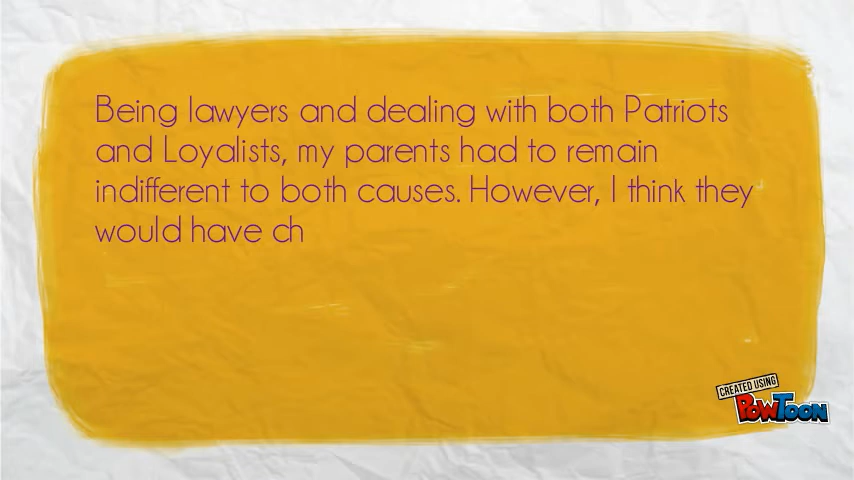 Being lawyers and dealing with both Patriots
and Loyalists, my parents had to remain
indifferent to both causes. However, I think they
would have ch
CREATED USING
POWTOON